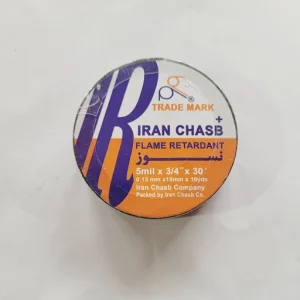 TRADE MARK
IRAN CHASB +
FLAME RETARDANT
نسوز
5mil x 3/4" x 30´
0.13 mm x19mm x 10yds
Iran Chasb Company
Packed by Iran Chasb Co.